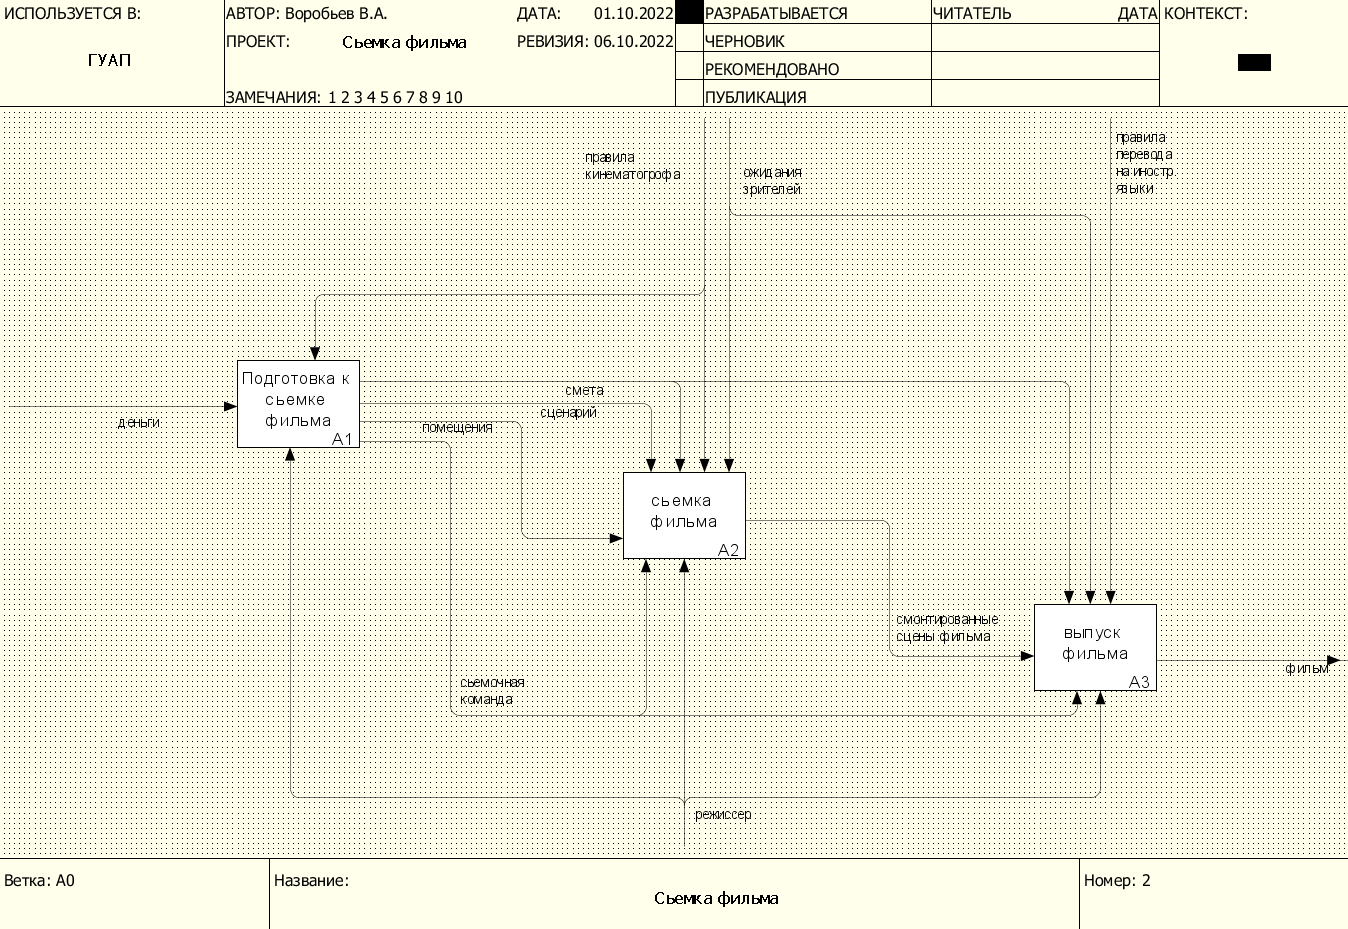 ИСПОЛЬЗУЕТСЯ В:
ГУАП
АВТОР: Воробьев В.А.
ДАТА: 01.10.2022
ПРОЕКТ: Сьемка фильма
РЕВИЗИЯ: 06.10.2022
ЗАМЕЧАНИЯ: 1 2 3 4 5 6 7 8 9 10
РАЗРАБАТЫВАЕТСЯ
ЧЕРНОВИК
РЕКОМЕНДОВАНО
ПУБЛИКАЦИЯ
ЧИТАТЕЛЬ
ДАТА
КОНТЕКСТ:
правила
кинематогрофа
ожидания
зрителей
правила
перевода
на иностр.
языки
деньги
Подготовка к
сьемке
фильма
A1
смета
сценарий
помещения
сьемка
фильма
A2
смонтированные
сцены фильма
выпуск
фильма
A3
фильм
сьемочная
команда
режиссер
Ветка: A0
Название:
Сьемка фильма
Номер: 2